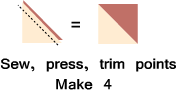 =
Sew, press, trim points
Make 4